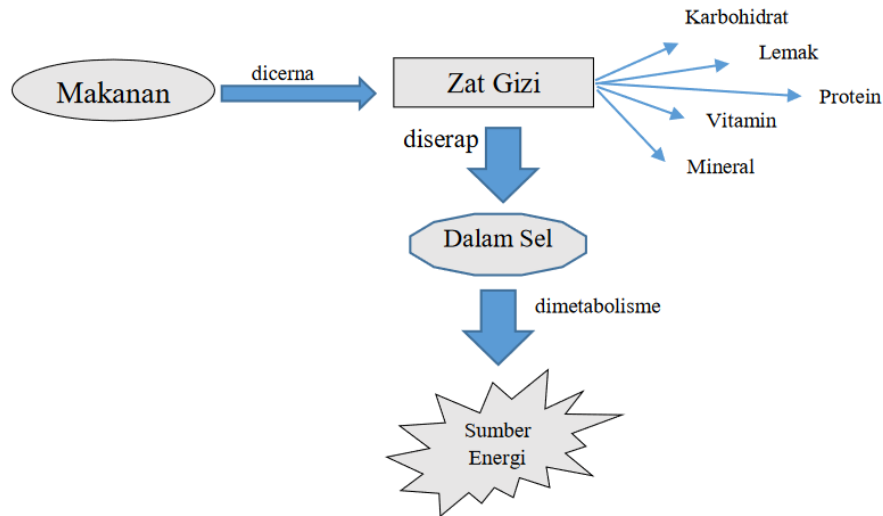 Makanan
dicerna
Zat Gizi
Karbohidrat
Lemak
Protein
Vitamin
Mineral
diserap
Dalam Sel
dimetabolisme
Sumber
Energi